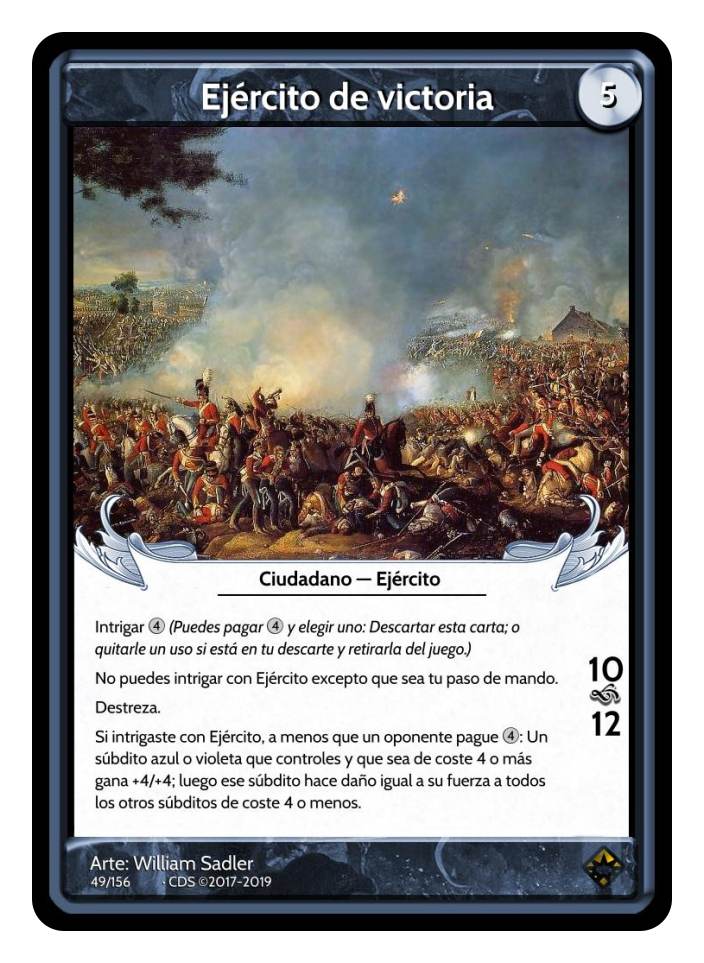 Ejército de victoria
5
Ciudadano — Ejército
Intrigar 4 (Puedes pagar 4 y elegir uno: Descartar esta carta; o
quitarle un uso si está en tu descarte y retirarla del juego.)
No puedes intrigar con Ejército excepto que sea tu paso de mando.
Destreza.
Si intrigaste con Ejército, a menos que un oponente pague 4: Un
súbdito azul o violeta que controles y que sea de coste 4 o más
gana +4/+4; luego ese súbdito hace daño igual a su fuerza a todos
los otros súbditos de coste 4 o menos.
10
12
Arte: William Sadler
49/156 · CDS ©2017-2019